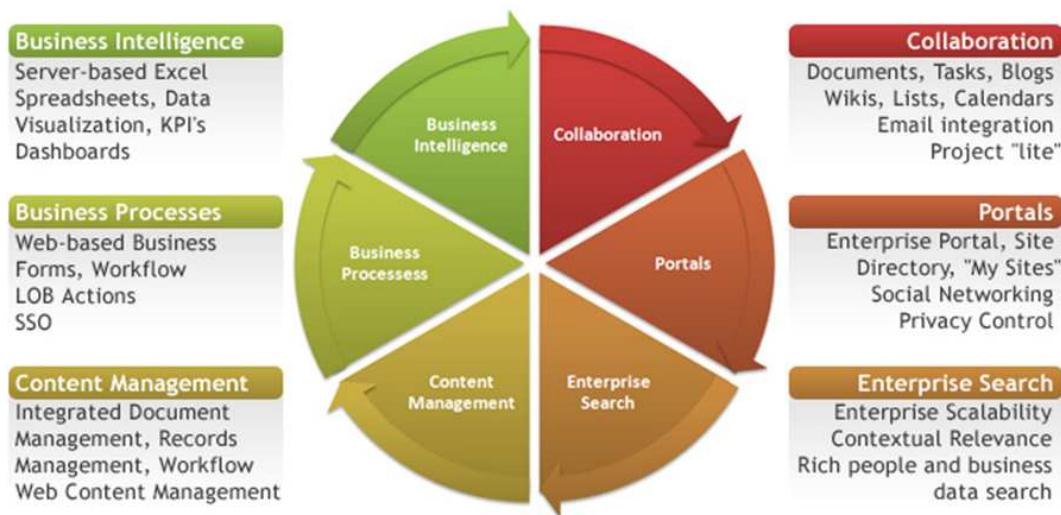 Business Intelligence
Server-based Excel
Spreadsheets, Data
Visualization, KPI's
Dashboards
Business Processes
Web-based Business
Forms, Workflow
LOB Actions
SSO
Content Management
Integrated Document
Management, Records
Management, Workflow
Web Content Management
Business
Intelligence
Collaboration
Business
Processess
Portals
Content
Management
Enterprise
Search
Collaboration
Documents, Tasks, Blogs
Wikis, Lists, Calendars
Email integration
Project "lite"
Portals
Enterprise Portal, Site
Directory, "My Sites"
Social Networking
Privacy Control
Enterprise Search
Enterprise Scalability
Contextual Relevance
Rich people and business
data search